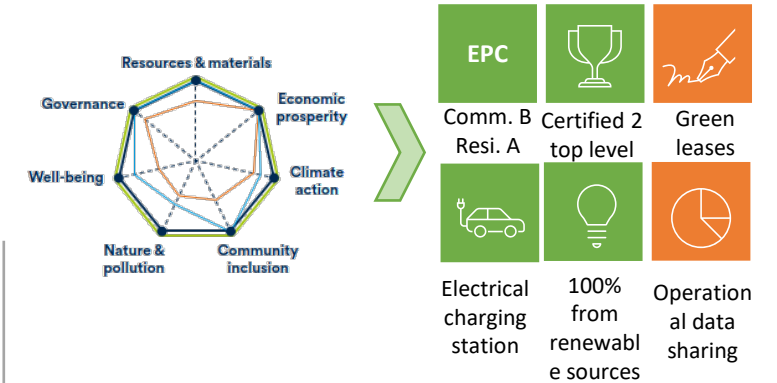 Resources & materials
Governance
Economic
prosperity
Well-being
Climate
action
Nature &
pollution
Community
inclusion
EPC
Comm. B
Resi. A
Certified 2
top level
Green
leases
Electrical
charging
station
100%
from
renewabl
e sources
Operation
al data
sharing